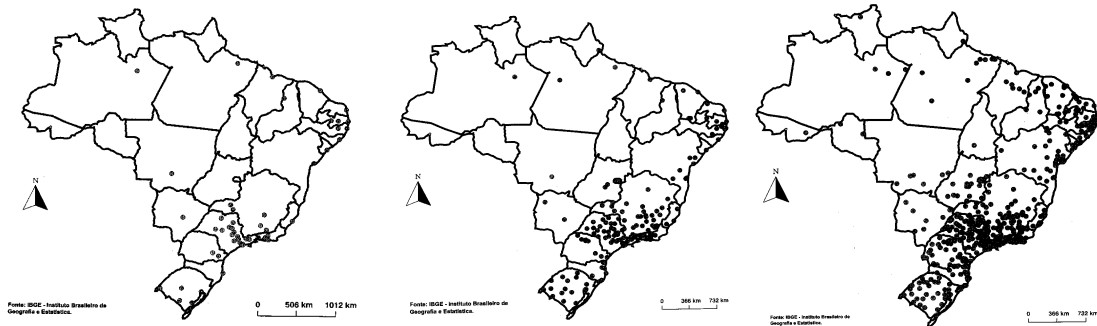 N
Fonte: IBGE - Instituto Brasileiro de
Geografia e Estatística.
0 506 km 1012 km
N
Fonte: IBGE - Instituto Brasileiro de
Geografia e Estatística.
0 366 km 732 km
N
Fonte: IBGE - Instituto Brasileiro de
Geografia e Estatística.
0 366 km 732 km